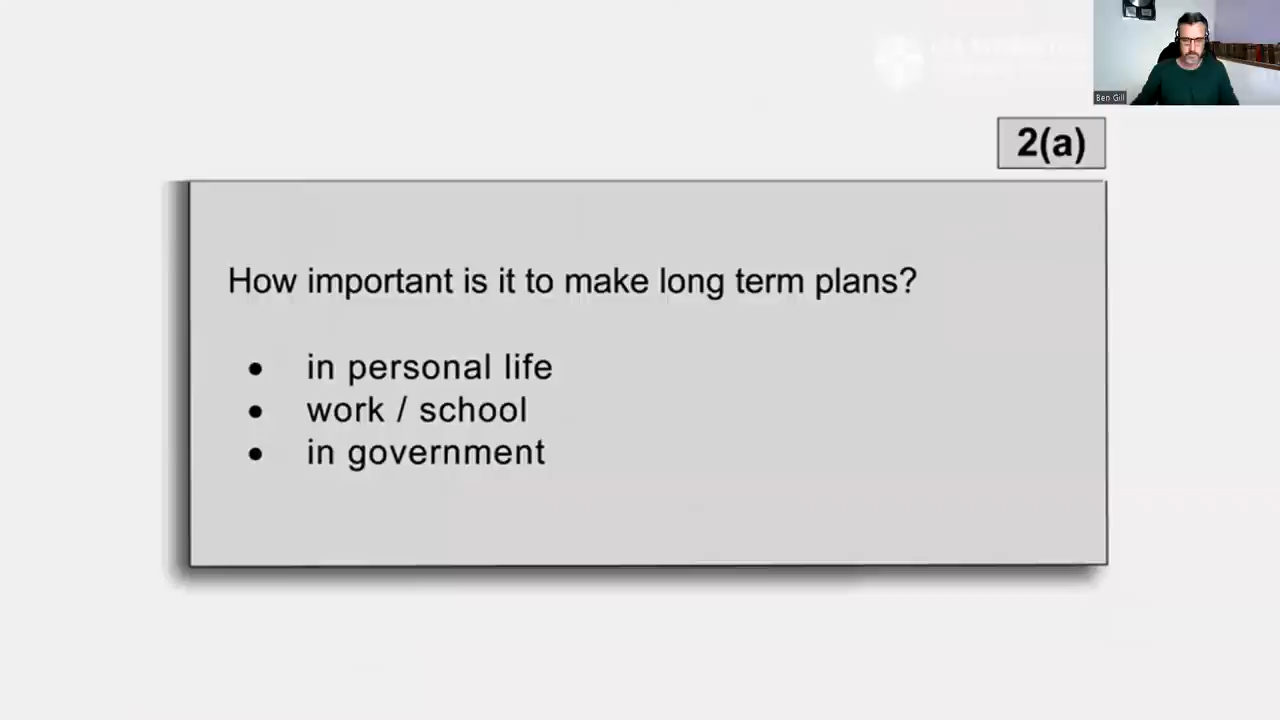 Ben Gill
2(a)
How important is it to make long term plans?
• in personal life
• work / school
• in government